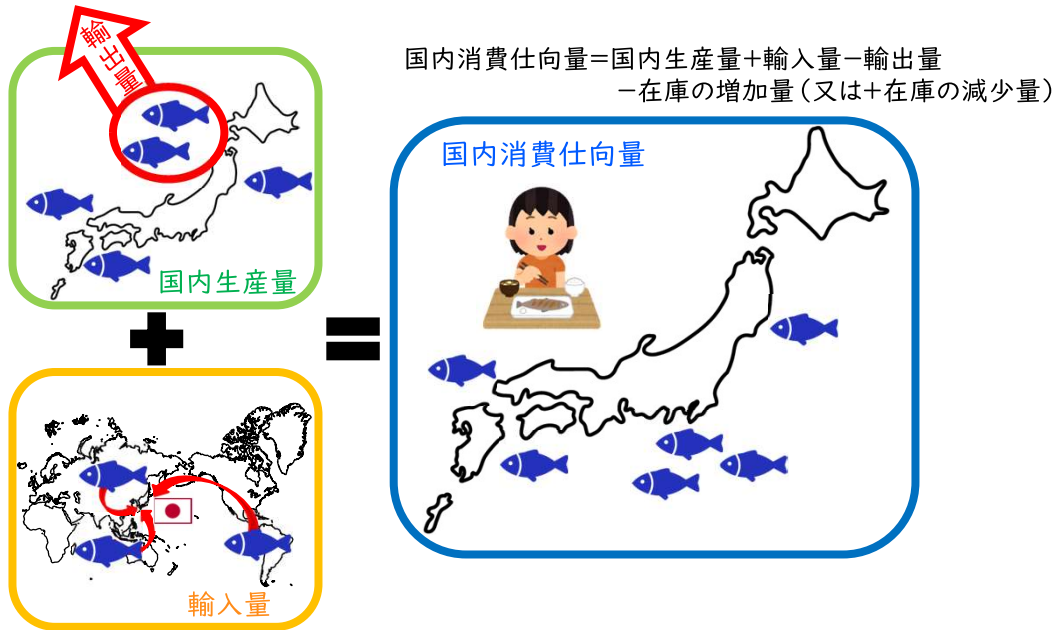 輸出量
国内消費仕向量=国内生産量+輸入量−輸出量
−在庫の増加量(又は+在庫の減少量)
国内消費仕向量
国内生産量
輸入量